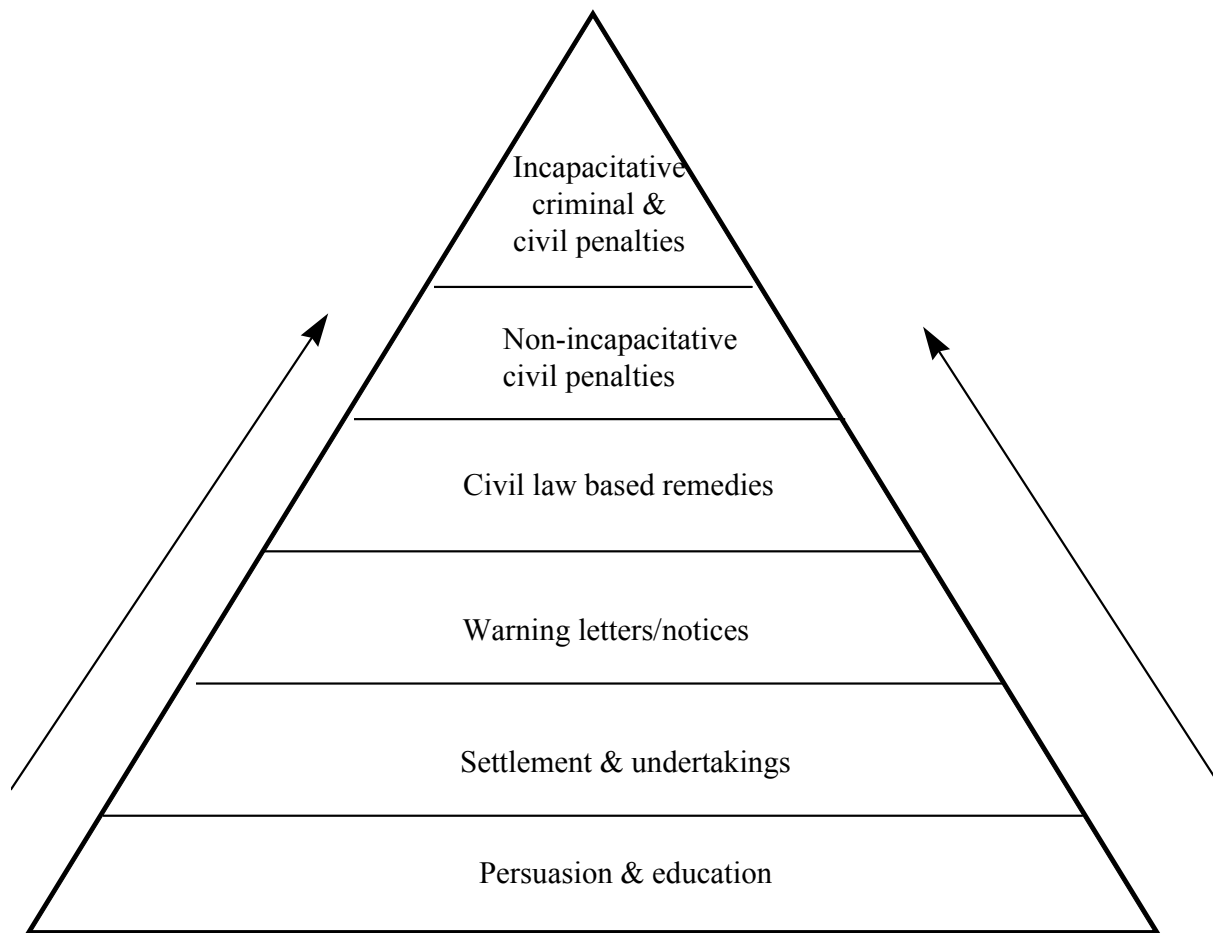 Incapacitative
criminal &
civil penalties
Non-incapacitative
civil penalties
Civil law based remedies
Warning letters/notices
Settlement & undertakings
Persuasion & education